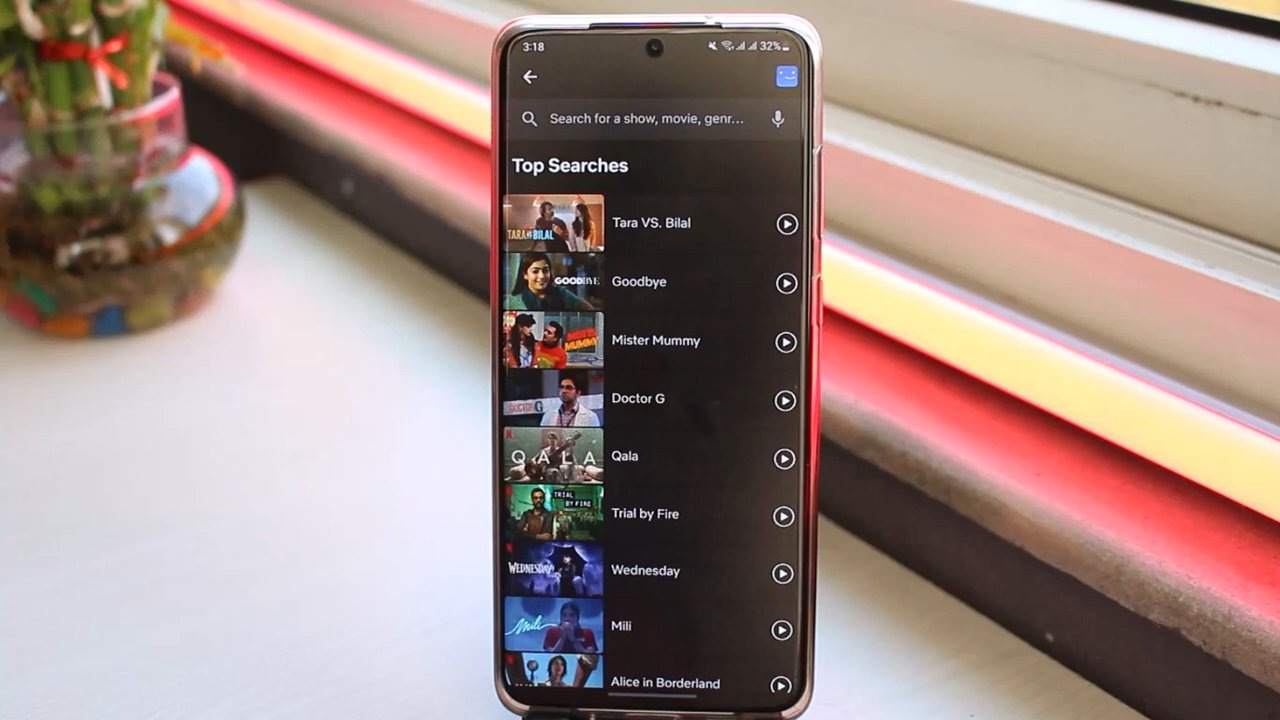 3:18
32%
Search for a show, movie, genr...
Top Searches
TARA VS BILAL
Tara VS. Bilal
GOODBYE
Goodbye
MISTER MUMMY
Mister Mummy
DOCTOR G
Doctor G
QALA
Qala
TRIAL BY FIRE
Trial by Fire
WEDNESDAY
Wednesday
Mili
Mili
Alice in Borderland